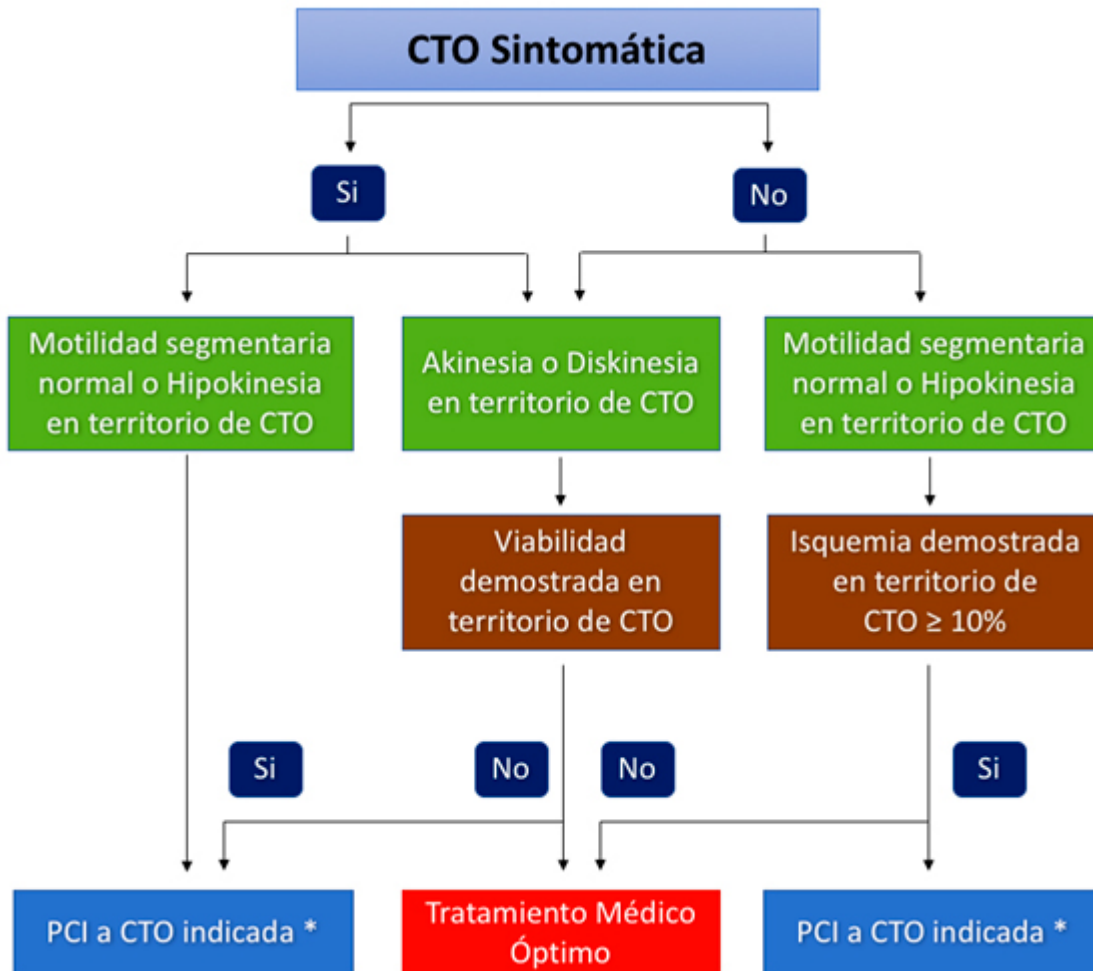 CTO Sintomática
Si
No
Motilidad segmentaria
normal o Hipokinesia
en territorio de CTO
Akinesia o Diskinesia
en territorio de CTO
Motilidad segmentaria
normal o Hipokinesia
en territorio de CTO
Viabilidad
demostrada en
territorio de CTO
Isquemia demostrada
en territorio de
CTO ≥ 10%
Si
No
No
Si
PCI a CTO indicada *
Tratamiento Médico
Óptimo
PCI a CTO indicada *